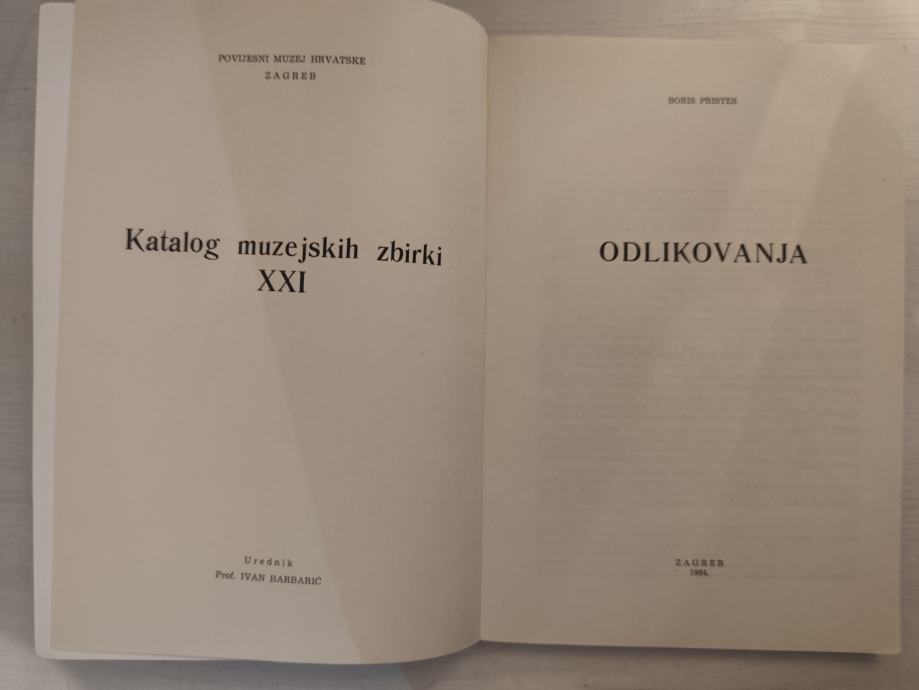 POVIJESNI MUZEJ HRVATSKE
ZAGREB
Katalog muzejskih zbirki
XXI
Urednik
Prof. IVAN BARBARIĆ
BORIS PRISTER
ODLIKOVANJA
ZAGREB
1984.